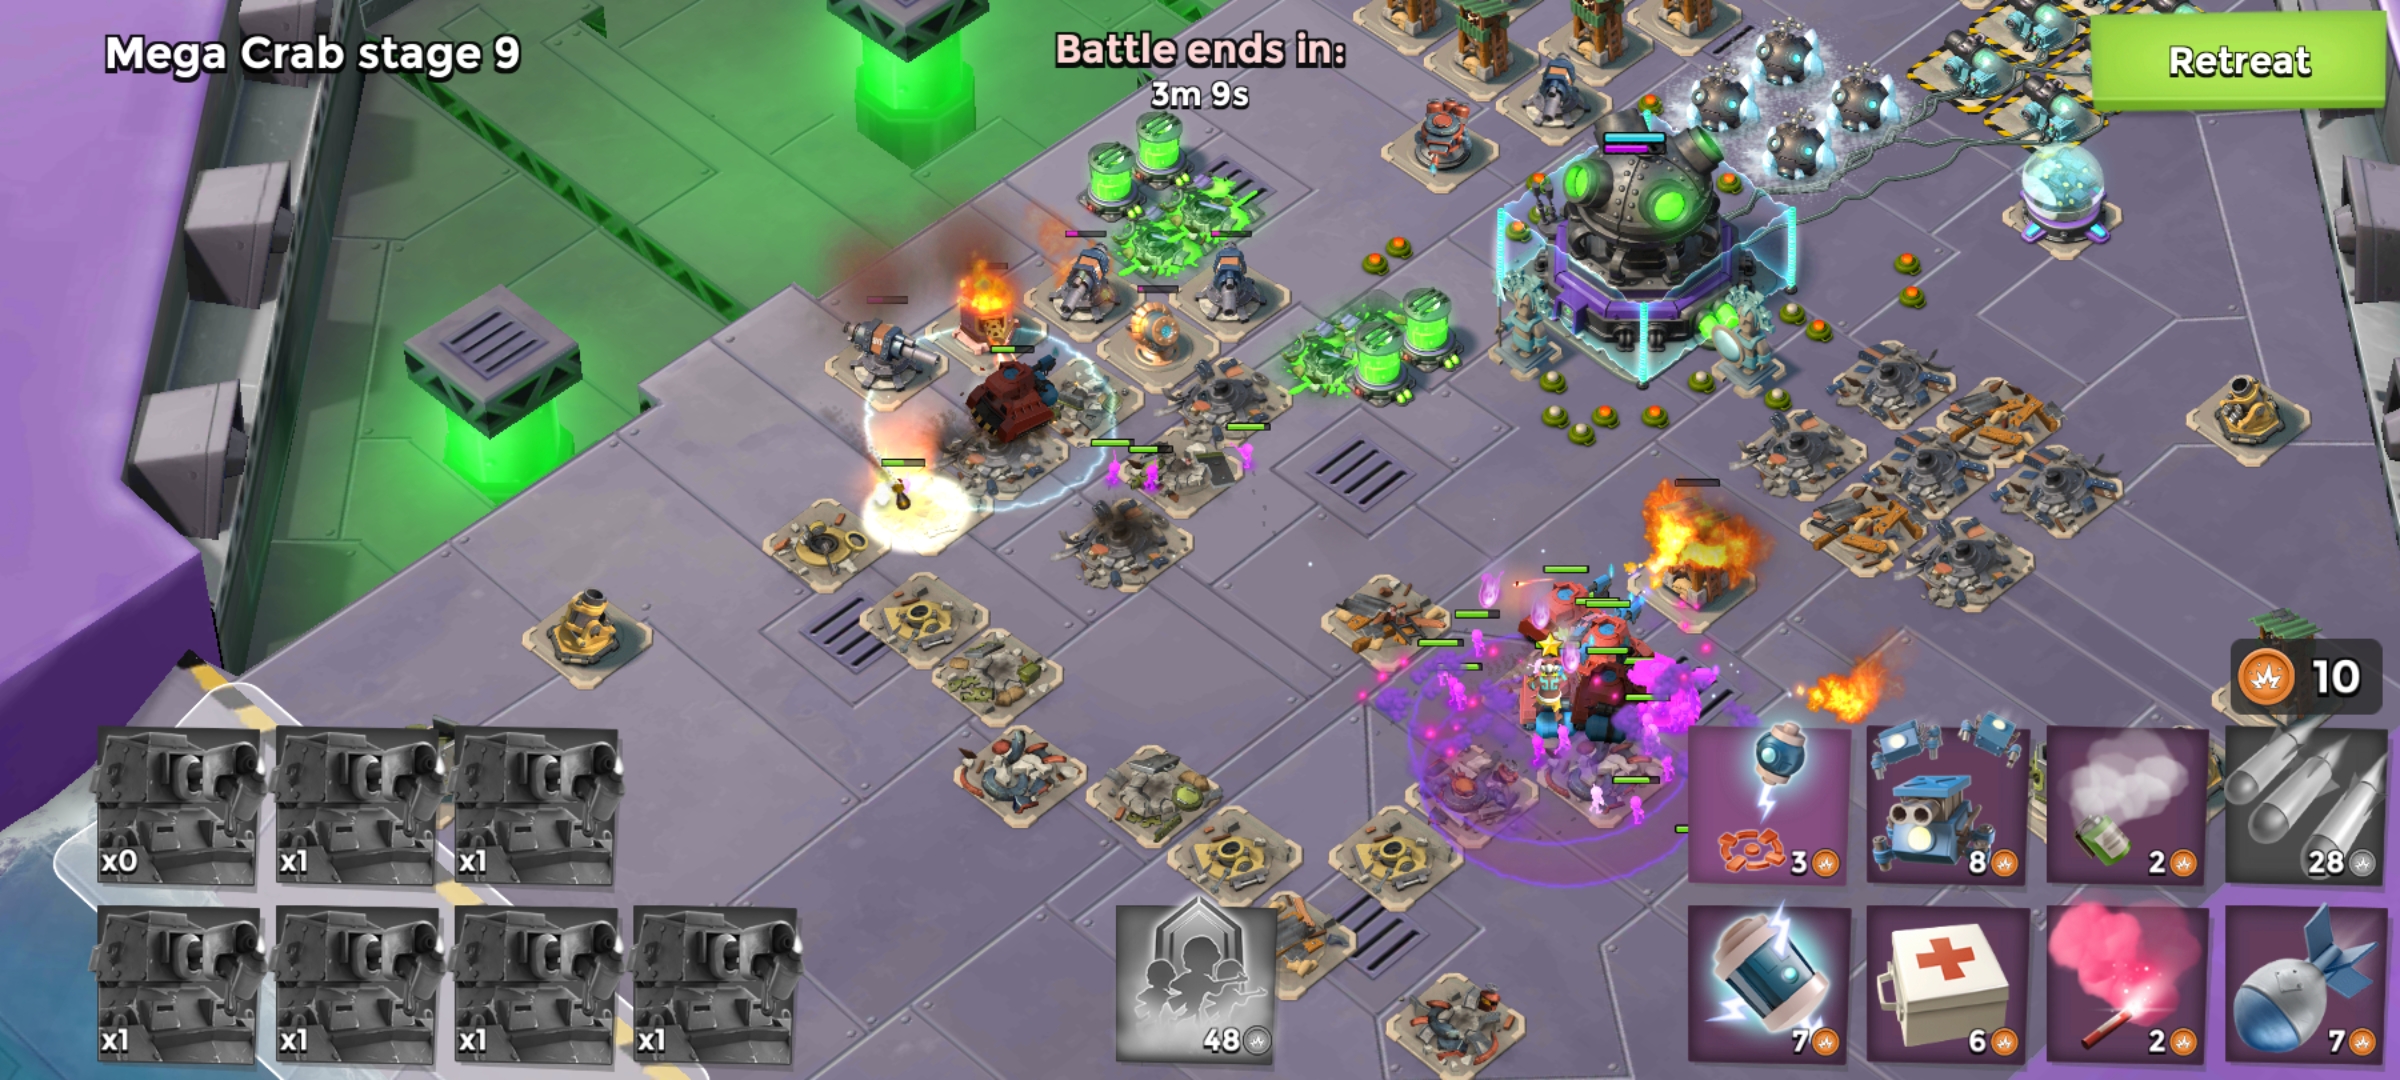 Mega Crab stage 9
Battle ends in:
3m 9s
Retreat
10
x0
x1
x1
3
8
2
28
x1
x1
x1
x1
48
7
6
2
7